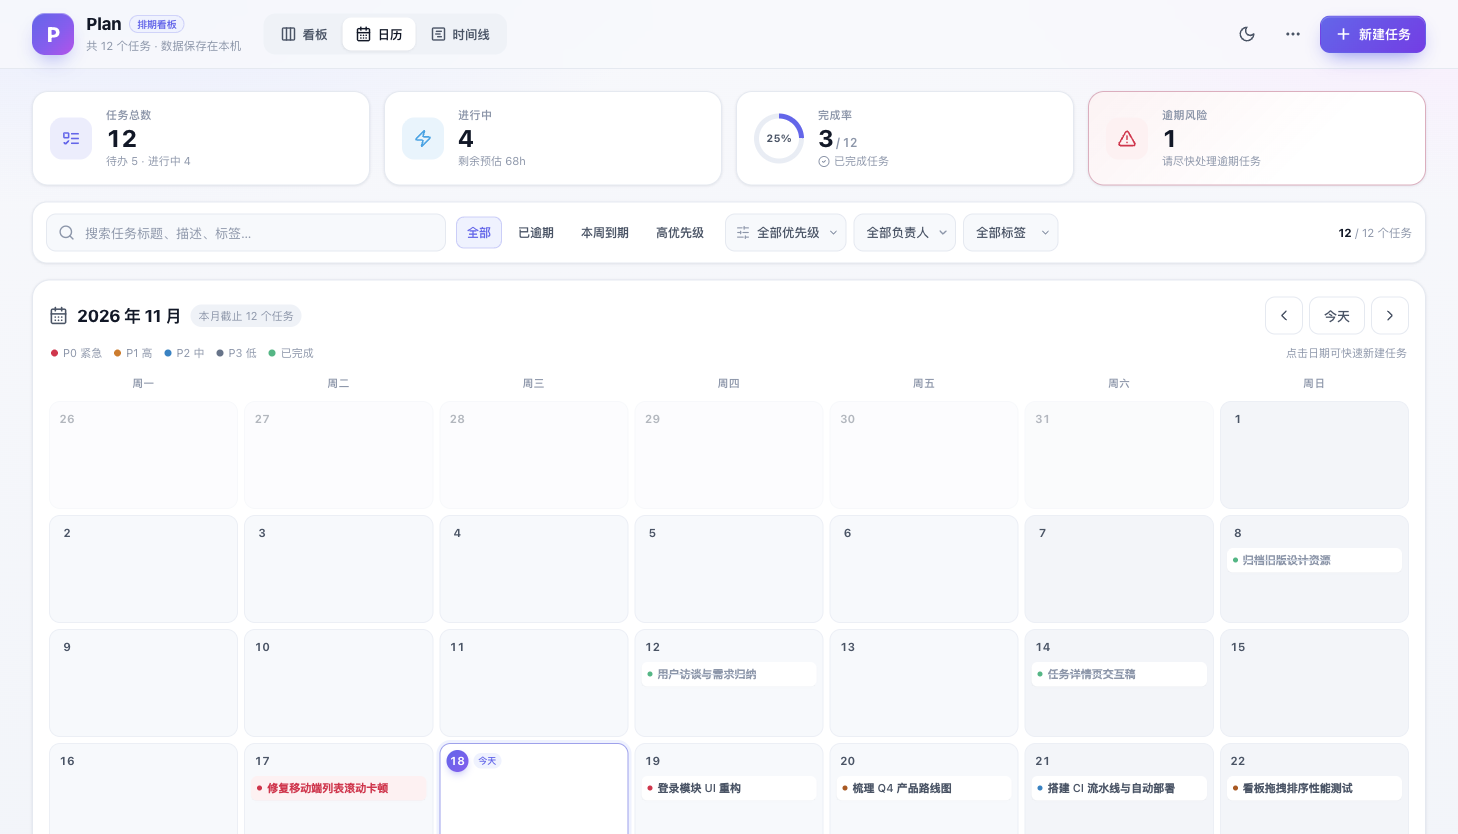 P
Plan 排期看板
共 12 个任务 · 数据保存在本机
看板 日历 时间线
新建任务
任务总数
12
待办 5 · 进行中 4
进行中
4
剩余预估 68h
25%
完成率
3 / 12
已完成任务
逾期风险
1
请尽快处理逾期任务
搜索任务标题、描述、标签... 全部 已逾期 本周到期 高优先级 全部优先级 全部负责人 全部标签 12 / 12 个任务
2026 年 11 月 本月截止 12 个任务 今天
P0 紧急 P1 高 P2 中 P3 低 已完成 点击日期可快速新建任务
周一 周二 周三 周四 周五 周六 周日
26 27 28 29 30 31 1
2 3 4 5 6 7 8
归档旧版设计资源
9 10 11 12 13 14 15
用户访谈与需求归纳 任务详情页交互稿
16 17 18 今天 19 20 21 22
修复移动端列表滚动卡顿 登录模块 UI 重构 梳理 Q4 产品路线图 搭建 CI 流水线与自动部署 看板拖拽排序性能测试